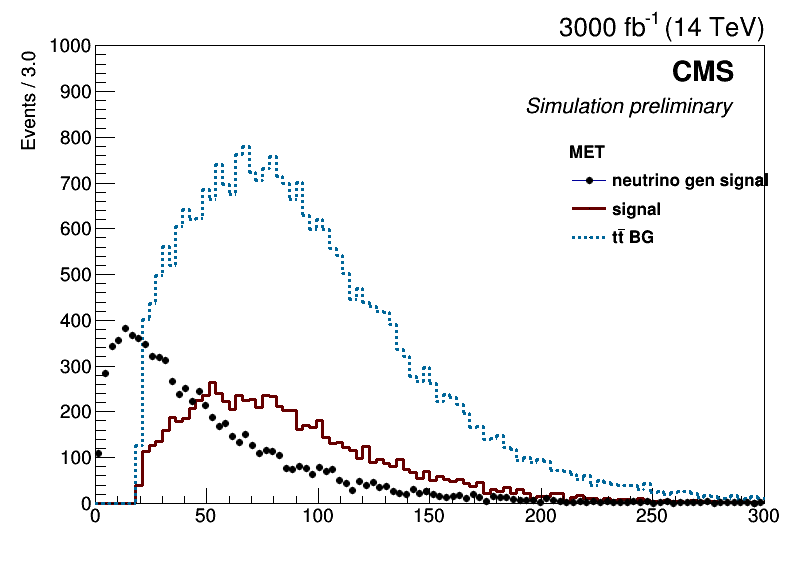 3000 fb⁻¹ (14 TeV)
CMS
Simulation preliminary
MET
neutrino gen signal
signal
tt̄ BG
Events / 3.0
1000
900
800
700
600
500
400
300
200
100
0
0 50 100 150 200 250 300